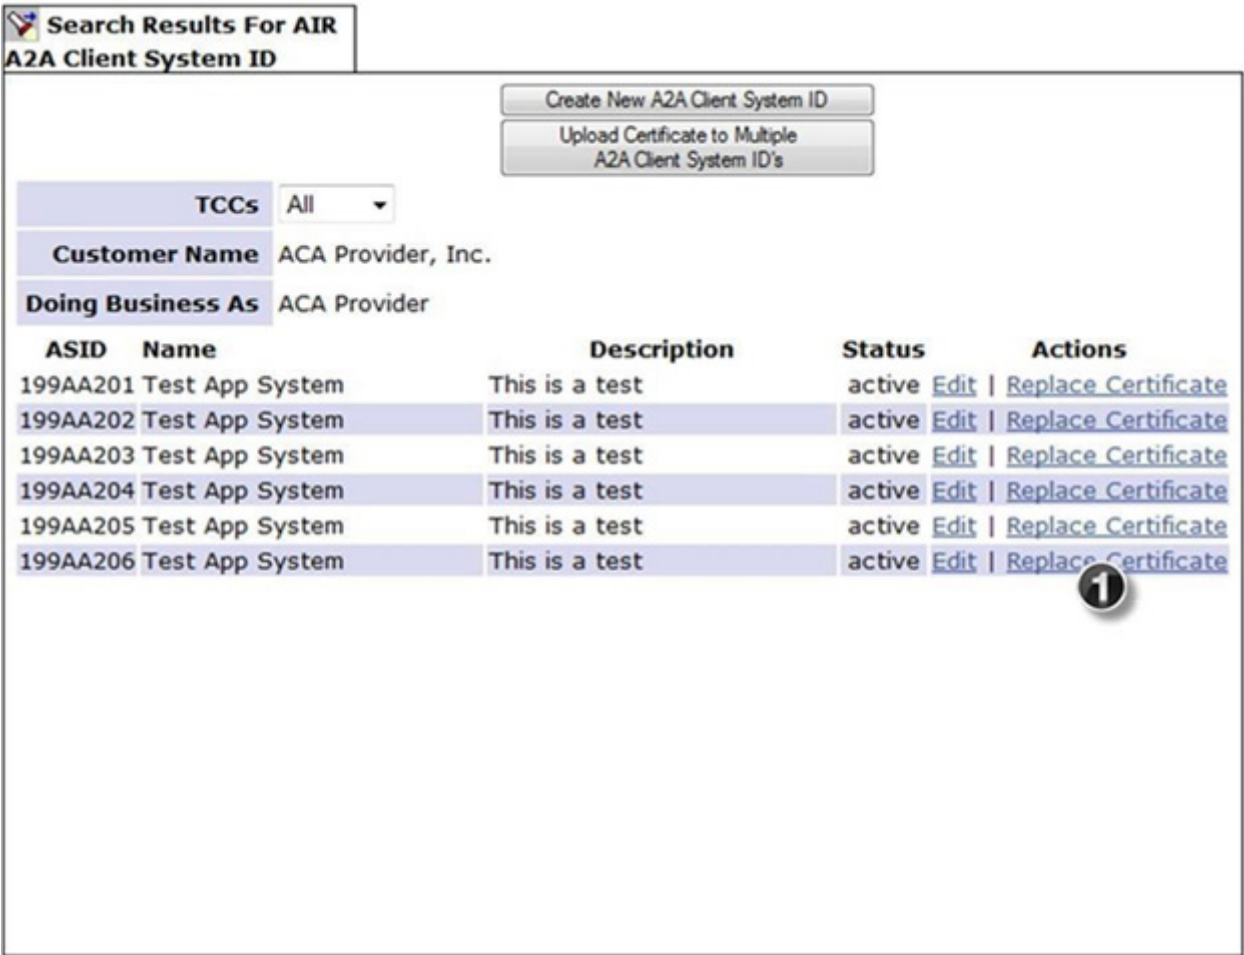 Search Results For AIR
A2A Client System ID
Create New A2A Client System ID
Upload Certificate to Multiple
A2A Client System ID's
TCCs All
Customer Name ACA Provider, Inc.
Doing Business As ACA Provider
ASID Name Description Status Actions
199AA201 Test App System This is a test active Edit | Replace Certificate
199AA202 Test App System This is a test active Edit | Replace Certificate
199AA203 Test App System This is a test active Edit | Replace Certificate
199AA204 Test App System This is a test active Edit | Replace Certificate
199AA205 Test App System This is a test active Edit | Replace Certificate
199AA206 Test App System This is a test active Edit | Replace Certificate
1